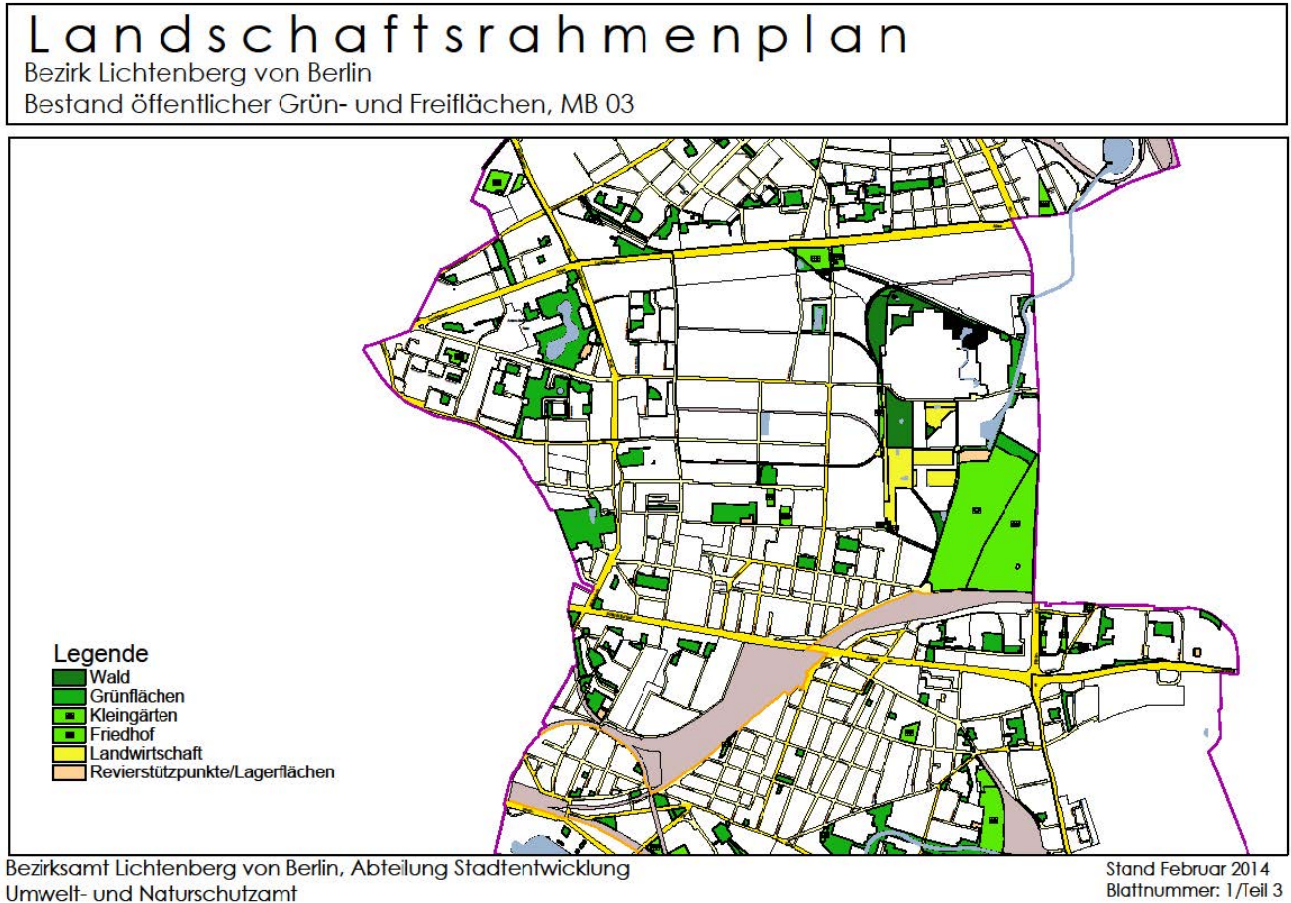 Landschaftsrahmenplan
Bezirk Lichtenberg von Berlin
Bestand öffentlicher Grün- und Freiflächen, MB 03
Legende
Wald
Grünflächen
Kleingärten
Friedhof
Landwirtschaft
Revierstützpunkte/Lagerflächen
Bezirksamt Lichtenberg von Berlin, Abteilung Stadtentwicklung
Umwelt- und Naturschutzamt
Stand Februar 2014
Blattnummer: 1/Teil 3